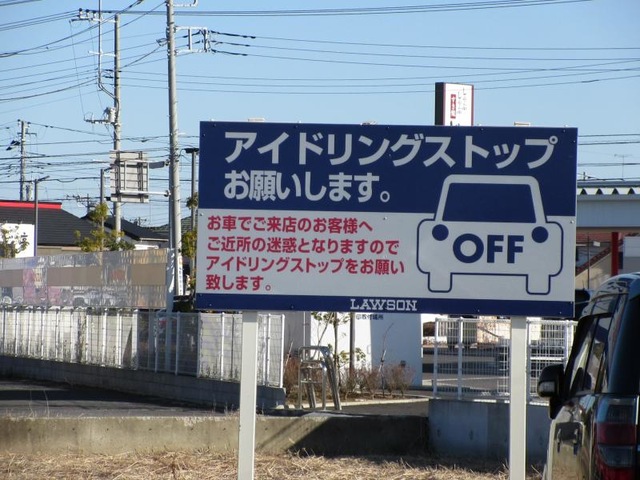 アイドリングストップ
お願いします。
お車でご来店のお客様へ
ご近所の迷惑となりますので
アイドリングストップをお願い
致します。
OFF
LAWSON